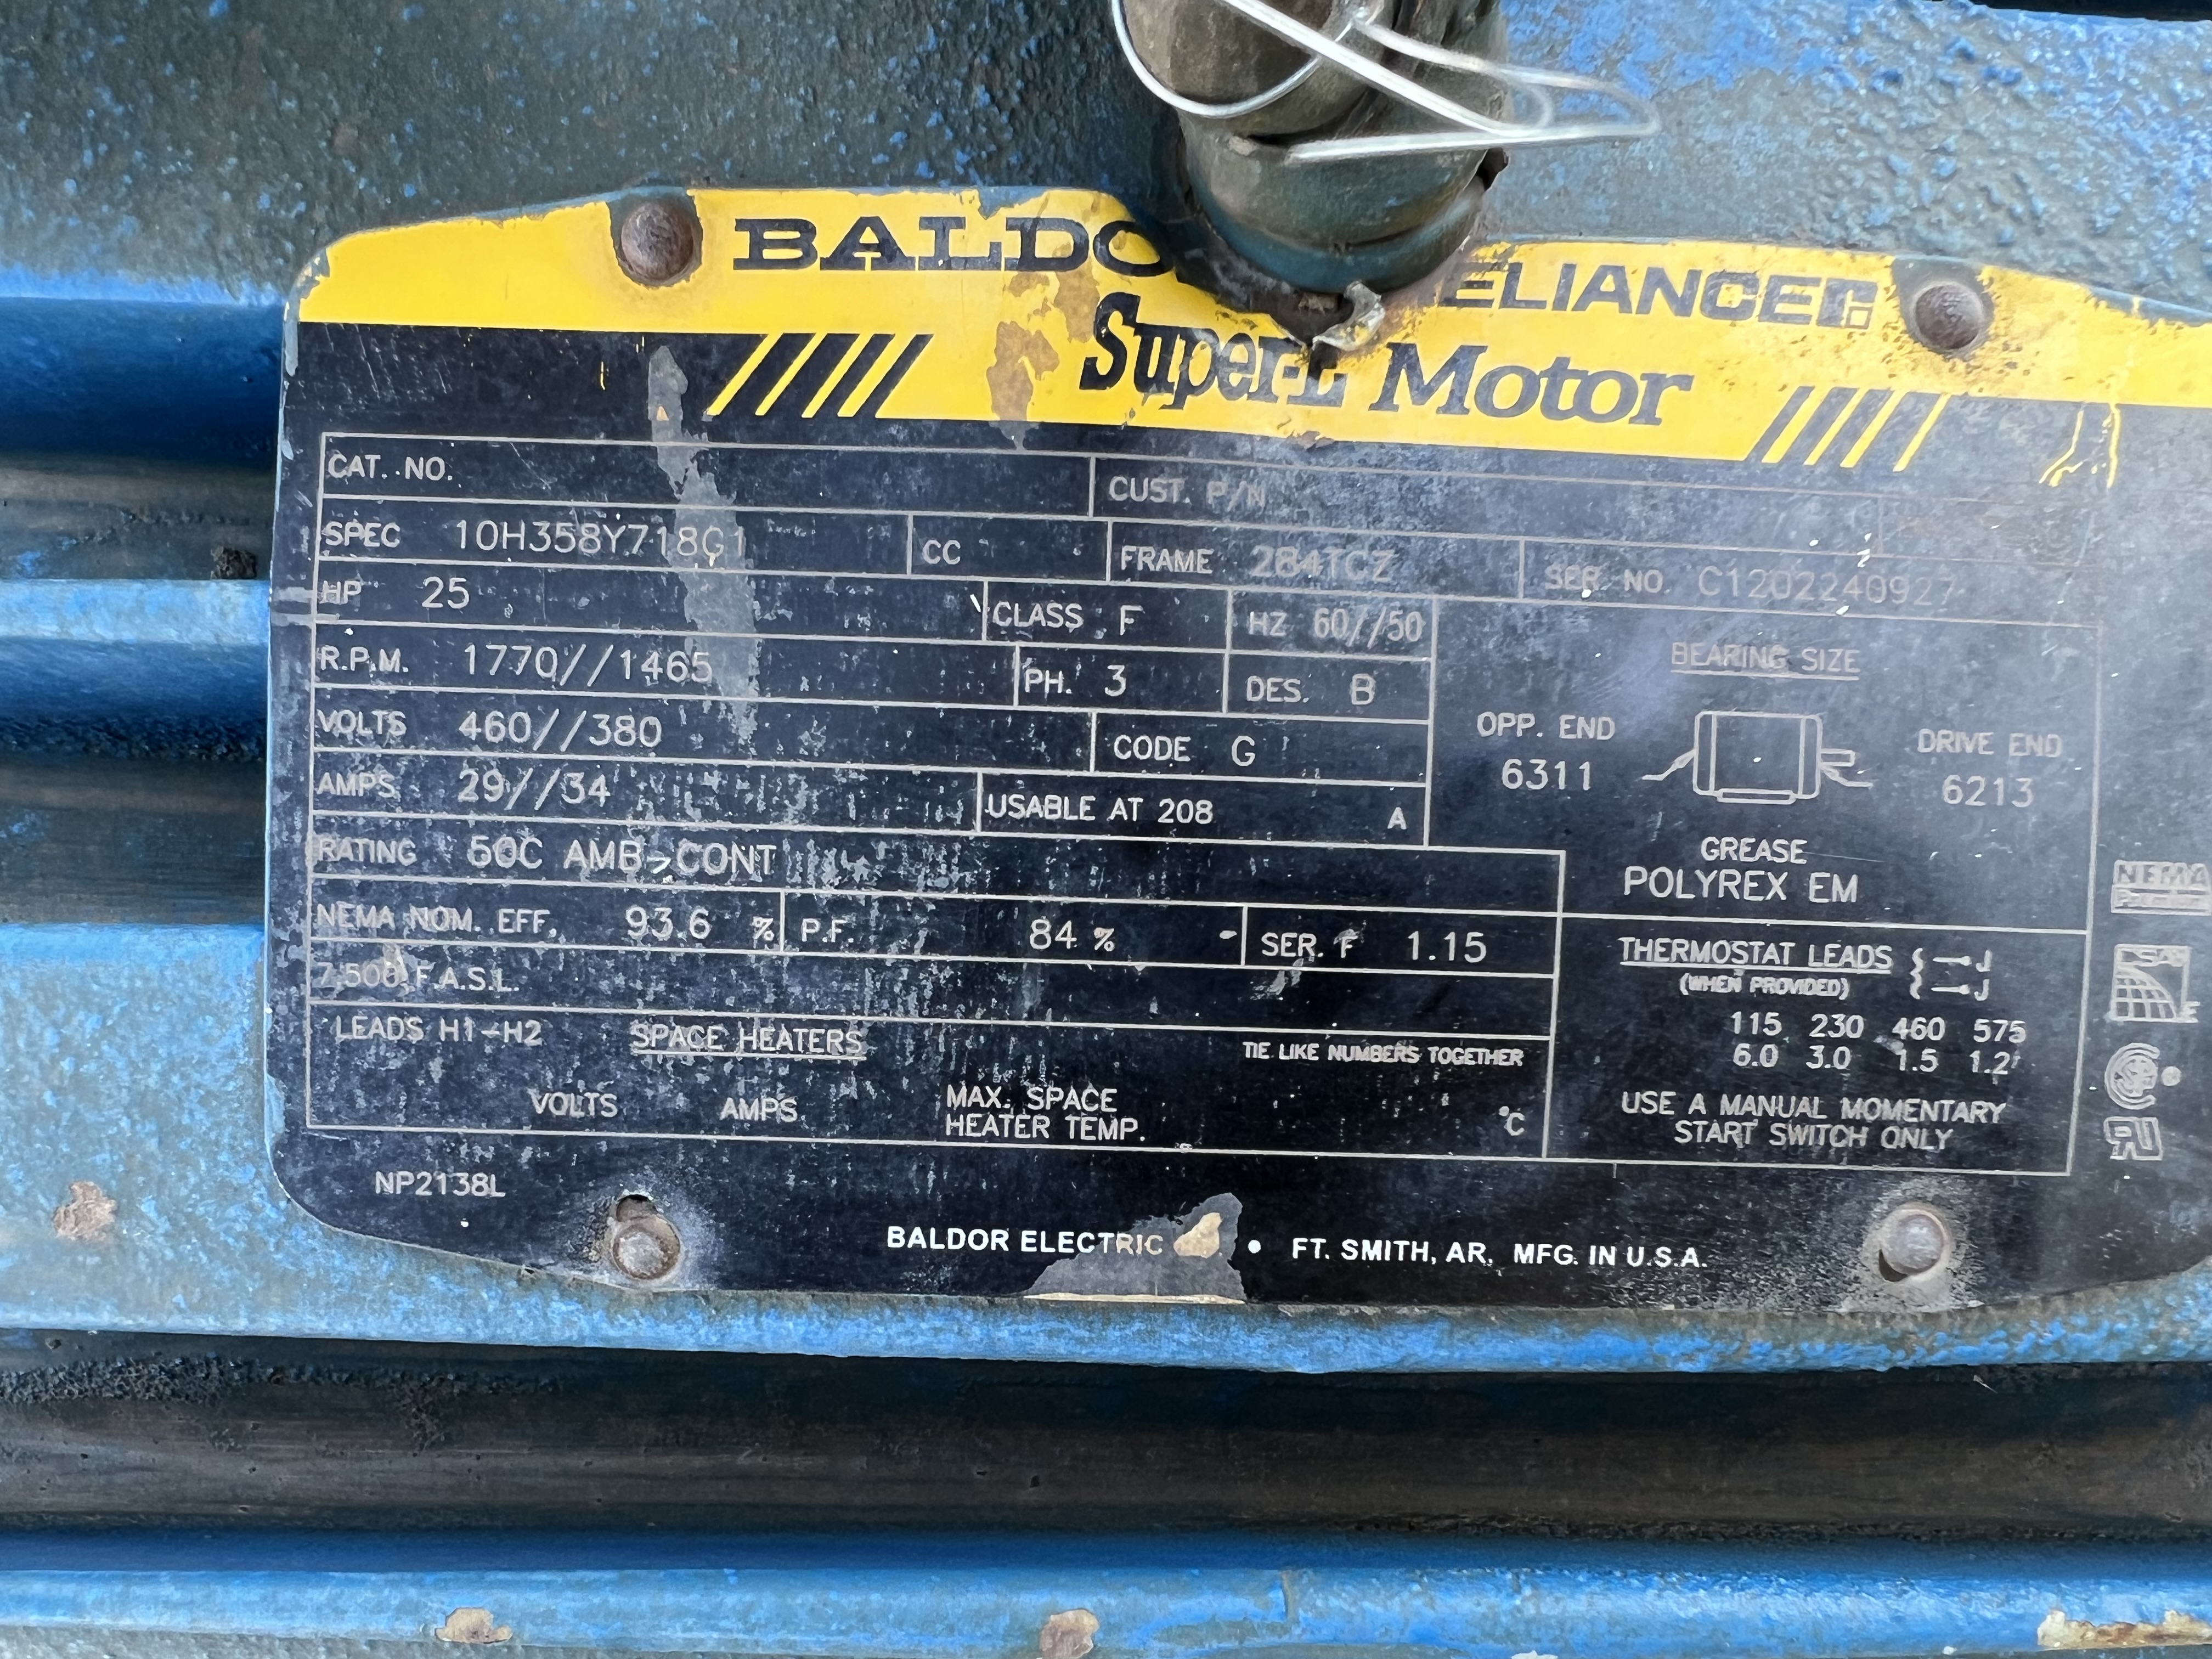 BALDO ELIANCER
Super-E Motor
CAT. NO.
CUST. P/N
SPEC 10H358Y718G1
CC
FRAME 284TCZ
SER. NO. C1202240927
HP 25
CLASS F
HZ 60//50
R.P.M. 1770//1465
PH. 3
DES. B
VOLTS 460//380
CODE G
AMPS 29//34
USABLE AT 208 A
RATING 50C AMB-CONT
NEMA NOM. EFF. 93.6 %
P.F. 84 %
SER. F 1.15
7,500 F.A.S.L.
LEADS H1-H2 SPACE HEATERS
TIE LIKE NUMBERS TOGETHER
VOLTS AMPS
MAX. SPACE
HEATER TEMP. °C
BEARING SIZE
OPP. END
6311
DRIVE END
6213
GREASE
POLYREX EM
THERMOSTAT LEADS J
(WHEN PROVIDED) J
115 230 460 575
6.0 3.0 1.5 1.2
USE A MANUAL MOMENTARY
START SWITCH ONLY
NEMA
NP2138L
BALDOR ELECTRIC • FT. SMITH, AR. MFG. IN U.S.A.